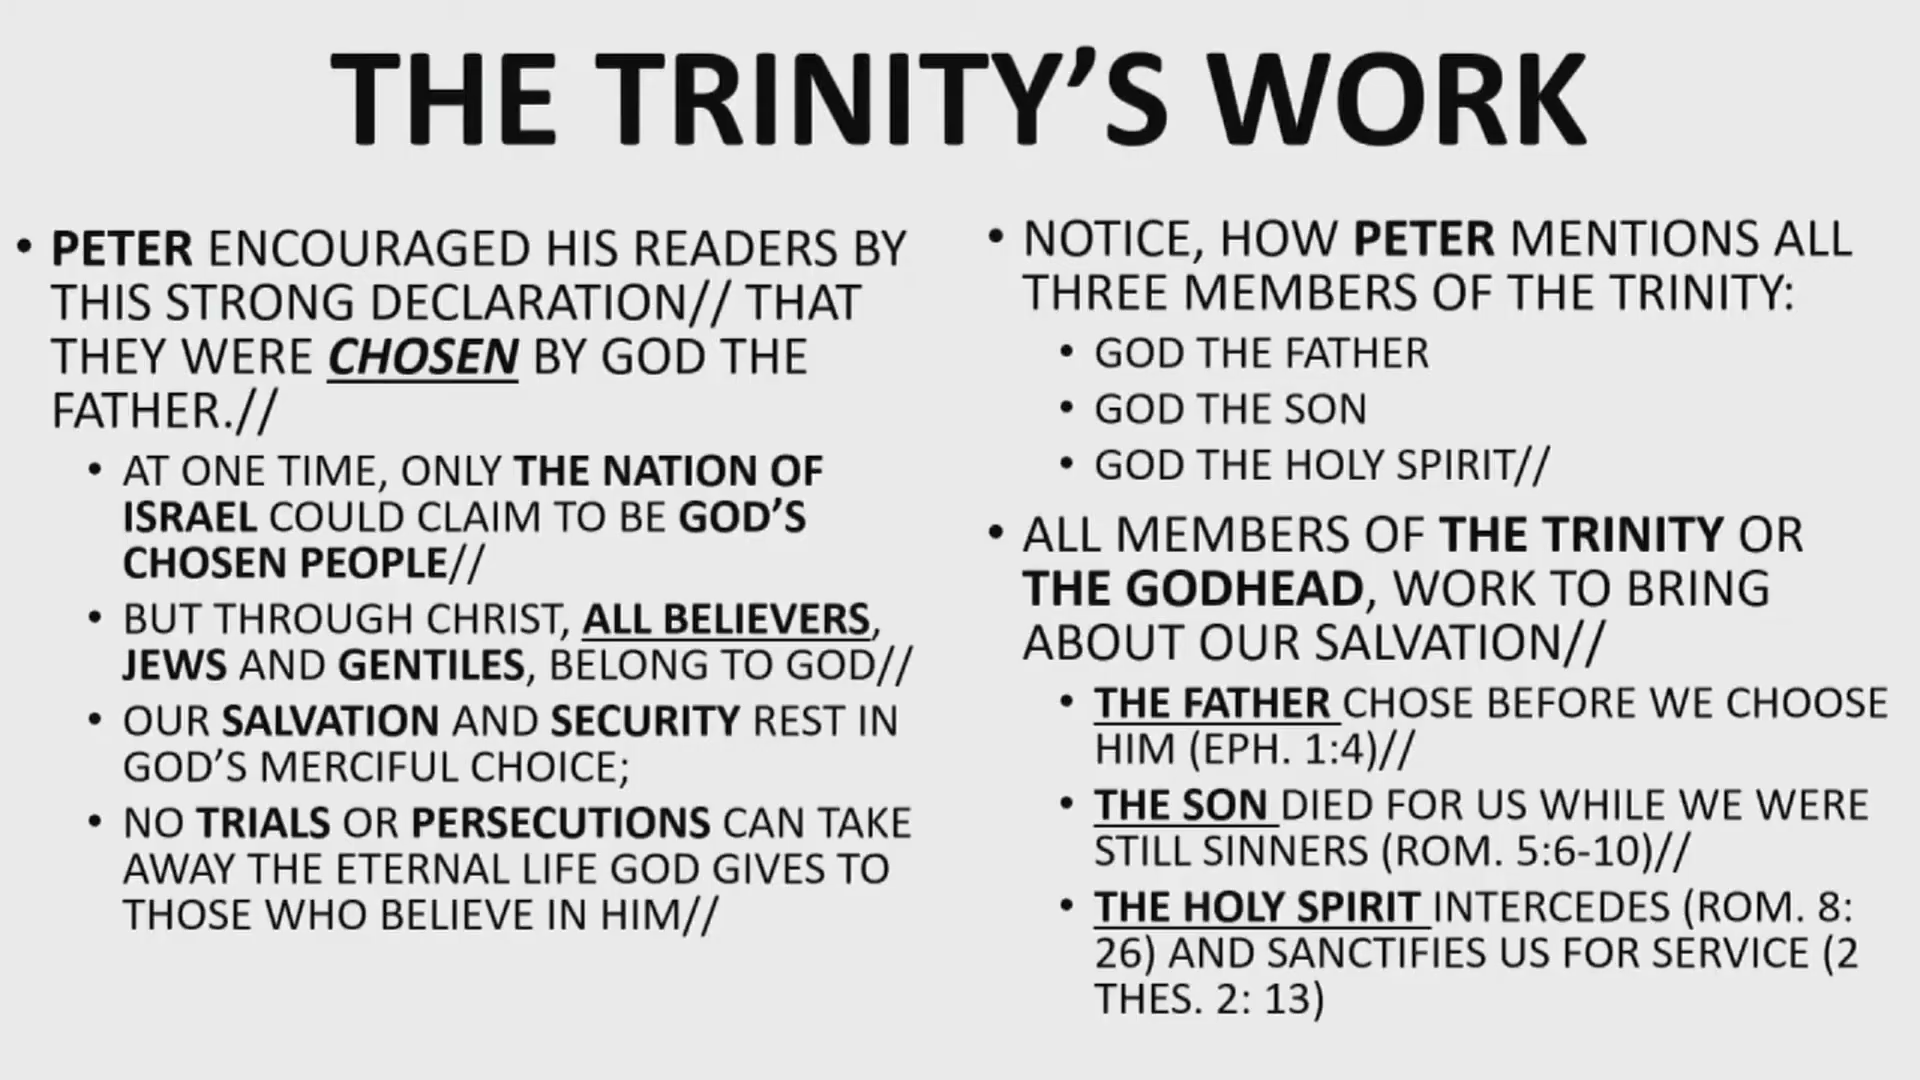 THE TRINITY’S WORK
• PETER ENCOURAGED HIS READERS BY
THIS STRONG DECLARATION// THAT
THEY WERE CHOSEN BY GOD THE
FATHER.//
• AT ONE TIME, ONLY THE NATION OF
ISRAEL COULD CLAIM TO BE GOD’S
CHOSEN PEOPLE//
• BUT THROUGH CHRIST, ALL BELIEVERS,
JEWS AND GENTILES, BELONG TO GOD//
• OUR SALVATION AND SECURITY REST IN
GOD’S MERCIFUL CHOICE;
• NO TRIALS OR PERSECUTIONS CAN TAKE
AWAY THE ETERNAL LIFE GOD GIVES TO
THOSE WHO BELIEVE IN HIM//
• NOTICE, HOW PETER MENTIONS ALL
THREE MEMBERS OF THE TRINITY:
• GOD THE FATHER
• GOD THE SON
• GOD THE HOLY SPIRIT//
• ALL MEMBERS OF THE TRINITY OR
THE GODHEAD, WORK TO BRING
ABOUT OUR SALVATION//
• THE FATHER CHOSE BEFORE WE CHOOSE
HIM (EPH. 1:4)//
• THE SON DIED FOR US WHILE WE WERE
STILL SINNERS (ROM. 5:6-10)//
• THE HOLY SPIRIT INTERCEDES (ROM. 8:
26) AND SANCTIFIES US FOR SERVICE (2
THES. 2: 13)